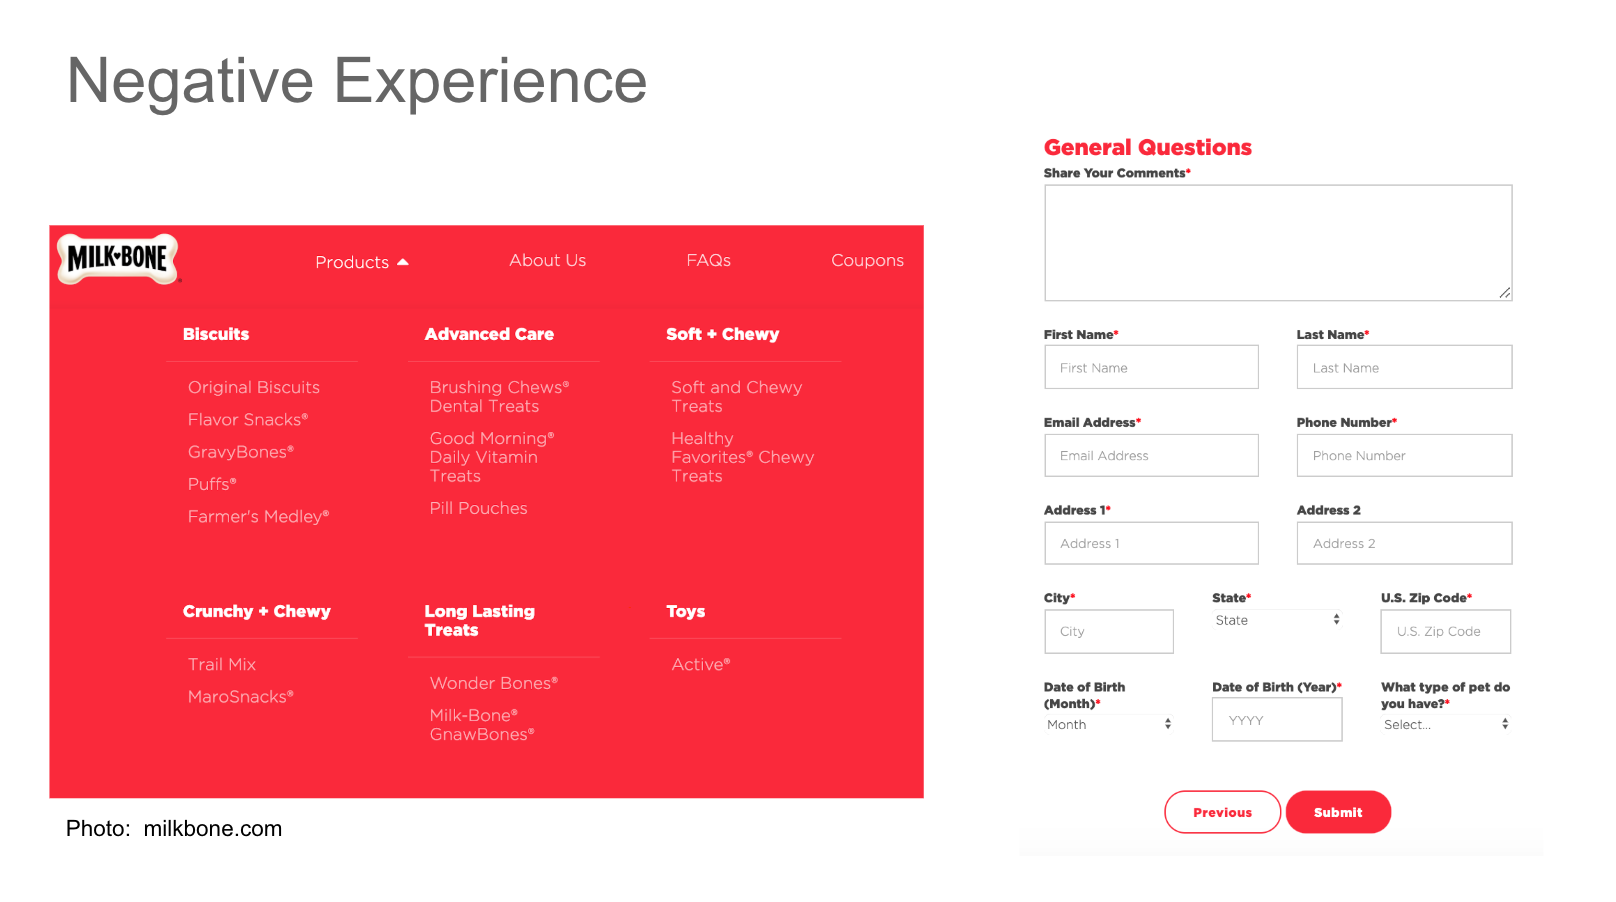 Negative Experience
MILK-BONE
Products
About Us
FAQs
Coupons
Biscuits
Original Biscuits
Flavor Snacks®
GravyBones®
Puffs®
Farmer's Medley®
Advanced Care
Brushing Chews®
Dental Treats
Good Morning®
Daily Vitamin
Treats
Pill Pouches
Soft + Chewy
Soft and Chewy
Treats
Healthy
Favorites® Chewy
Treats
Crunchy + Chewy
Trail Mix
MaroSnacks®
Long Lasting
Treats
Wonder Bones®
Milk-Bone®
GnawBones®
Toys
Active®
Photo:  milkbone.com
General Questions
Share Your Comments*
First Name*
First Name
Last Name*
Last Name
Email Address*
Email Address
Phone Number*
Phone Number
Address 1*
Address 1
Address 2
Address 2
City*
City
State*
State
U.S. Zip Code*
U.S. Zip Code
Date of Birth
(Month)*
Month
Date of Birth (Year)*
YYYY
What type of pet do
you have?*
Select...
Previous
Submit